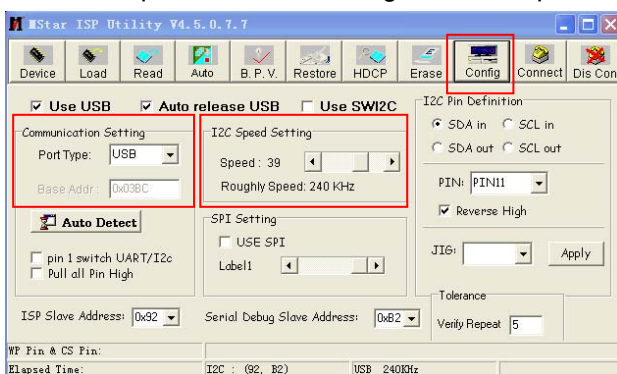 MStar ISP Utility V4.5.0.7.7
Device Load Read Auto B.P.V. Restore HDCP Erase Config Connect Dis Con
Use USB Auto release USB Use SWI2C
Communication Setting
Port Type: USB
Base Addr: 0x03BC
I2C Speed Setting
Speed : 39
Roughly Speed: 240 KHz
I2C Pin Definition
SDA in SCL in
SDA out SCL out
PIN: PIN11
Reverse High
JIG: Apply
Auto Detect
pin 1 switch UART/I2c
Pull all Pin High
SPI Setting
USE SPI
Label1
Tolerance
Verify Repeat 5
ISP Slave Address: 0x92 Serial Debug Slave Address: 0xB2
WP Pin & CS Pin:
Elapsed Time: I2C : (92, B2) USB 240KHz